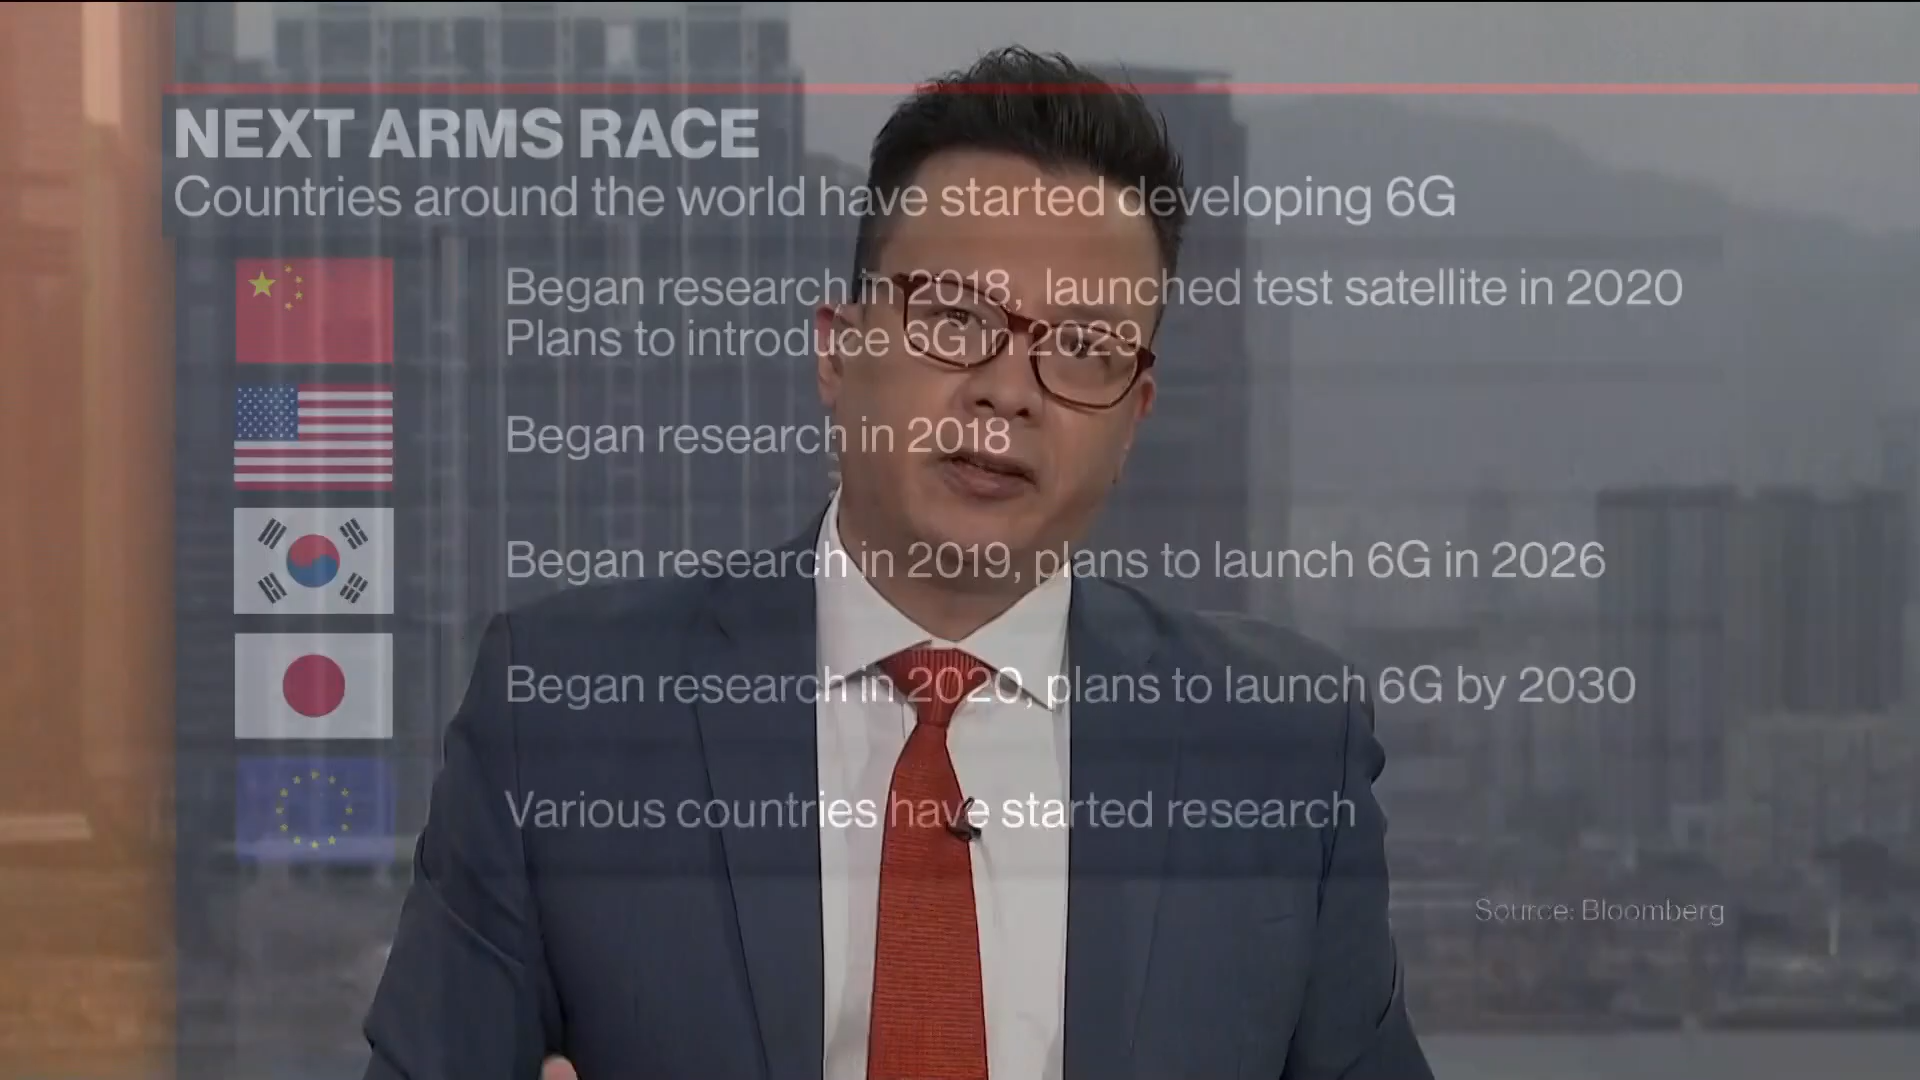 NEXT ARMS RACE
Countries around the world have started developing 6G
Began research in 2018, launched test satellite in 2020
Plans to introduce 6G in 2029
Began research in 2018
Began research in 2019, plans to launch 6G in 2026
Began research in 2020, plans to launch 6G by 2030
Various countries have started research
Source: Bloomberg